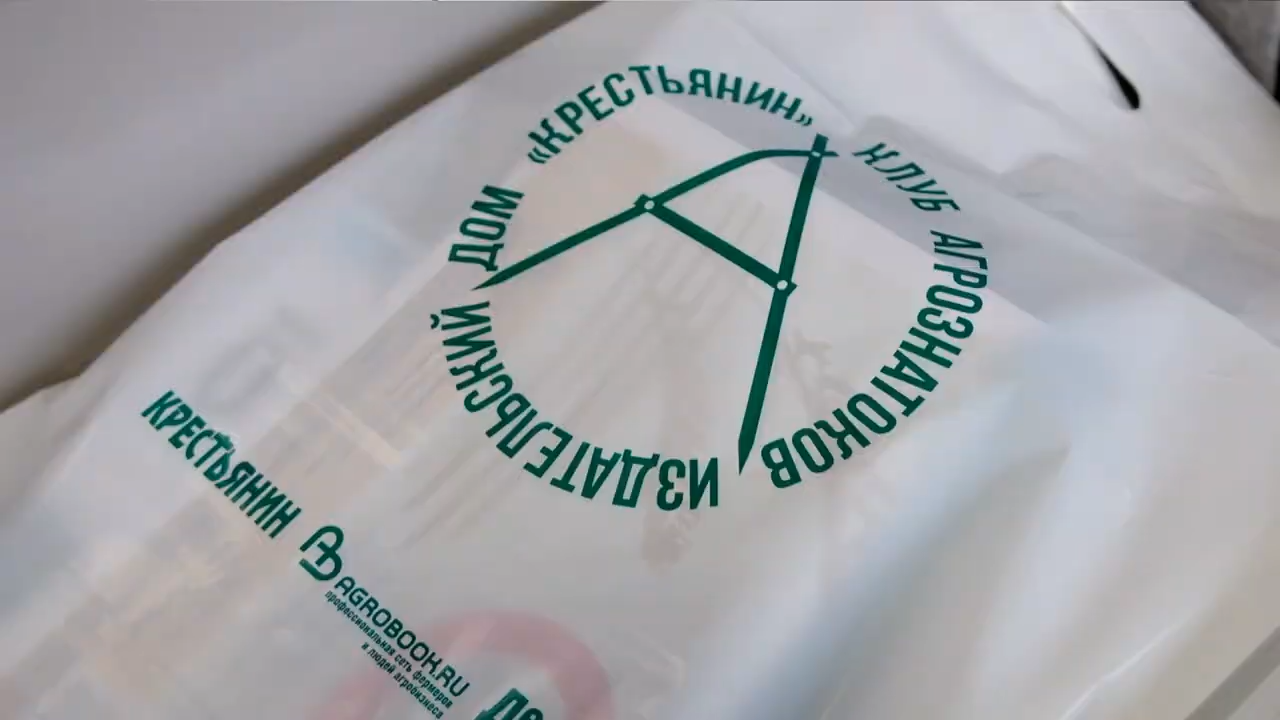 ИЗДАТЕЛЬСКИЙ ДОМ «КРЕСТЬЯНИН» КЛУБ АГРОЗНАТОКОВ
КРЕСТЬЯНИН
AGROBOOK.RU
профессиональная сеть фермеров
и людей агробизнеса